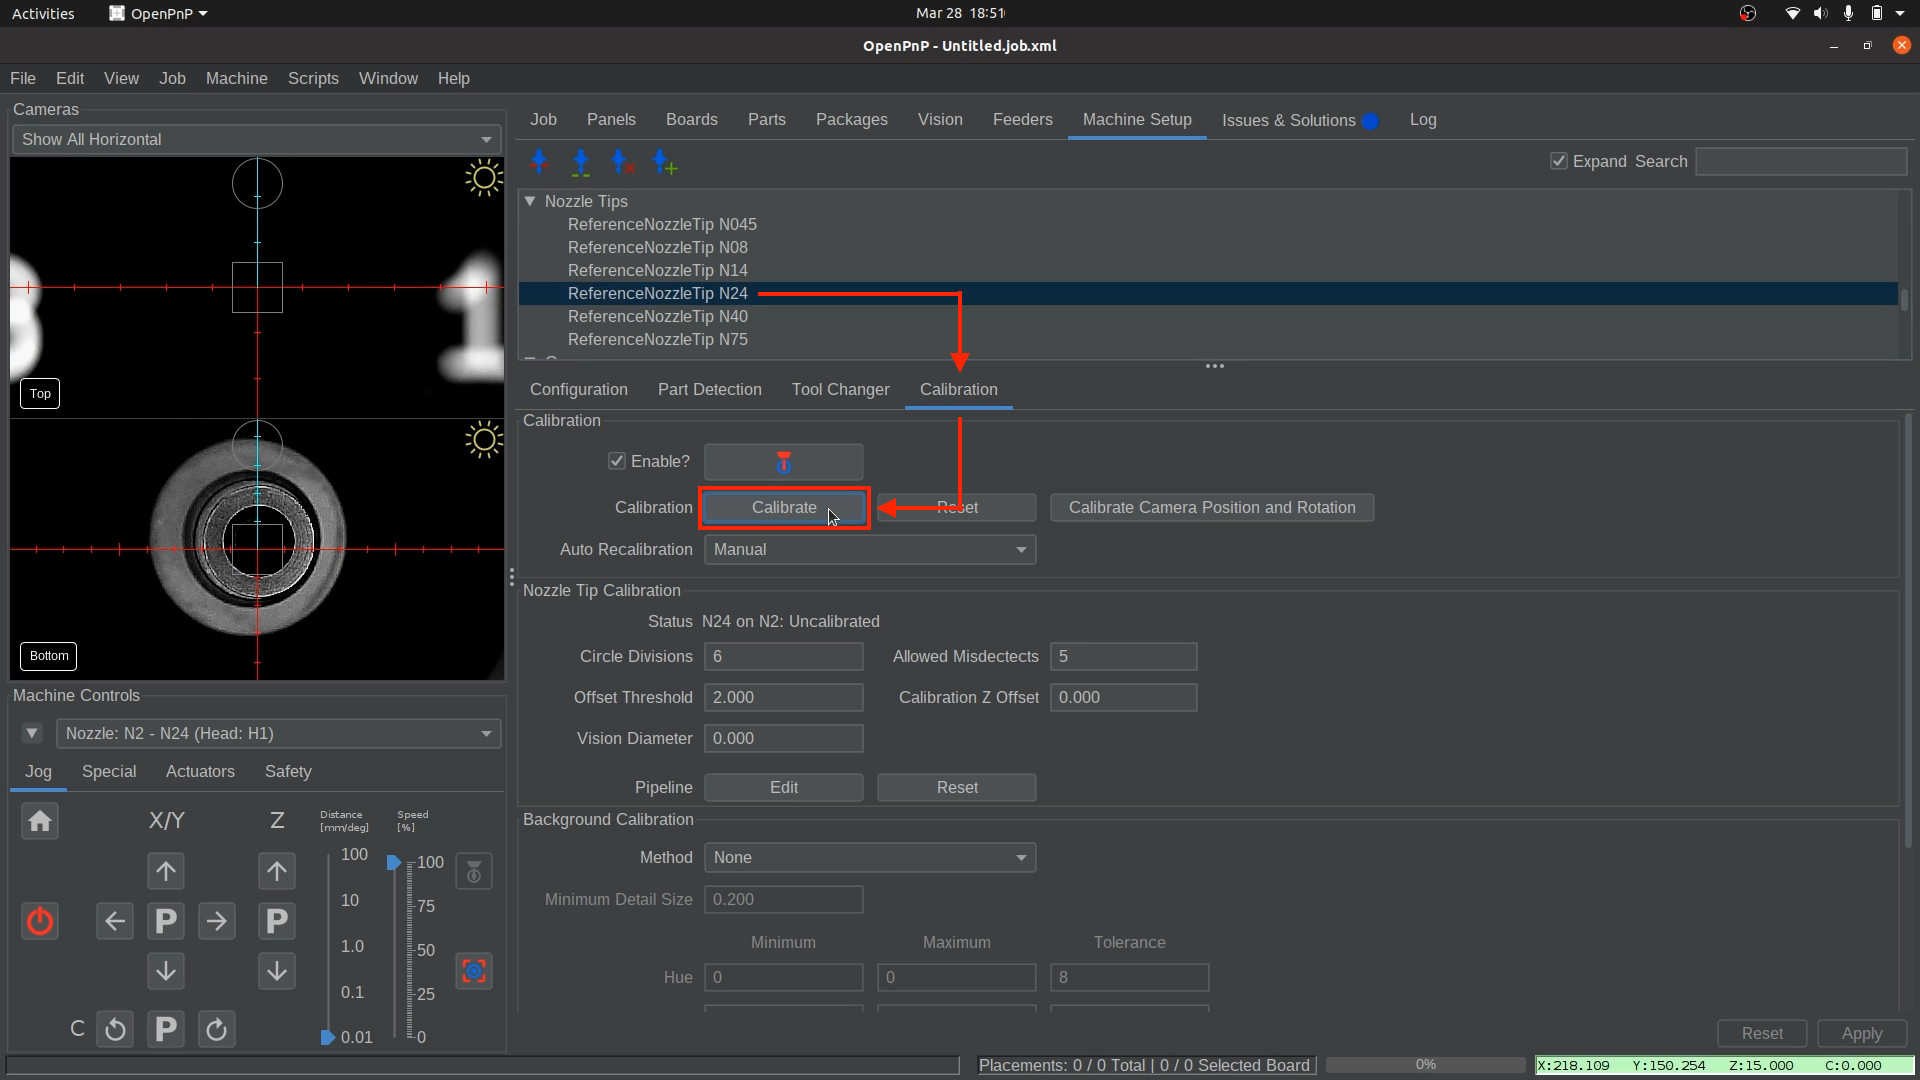 Activities OpenPnP Mar 28 18:51
OpenPnP - Untitled.job.xml
File Edit View Job Machine Scripts Window Help
Cameras
Show All Horizontal
Top
Bottom
Machine Controls
Nozzle: N2 - N24 (Head: H1)
Jog Special Actuators Safety
X/Y Z Distance [mm/deg] Speed [%]
100 100
10 75
P P
1.0 50
0.1 25
C P 0.01 0
Job Panels Boards Parts Packages Vision Feeders Machine Setup Issues & Solutions Log
Expand Search
Nozzle Tips
ReferenceNozzleTip N045
ReferenceNozzleTip N08
ReferenceNozzleTip N14
ReferenceNozzleTip N24
ReferenceNozzleTip N40
ReferenceNozzleTip N75
Configuration Part Detection Tool Changer Calibration
Calibration
Enable?
Calibration Calibrate Reset Calibrate Camera Position and Rotation
Auto Recalibration Manual
Nozzle Tip Calibration
Status N24 on N2: Uncalibrated
Circle Divisions 6 Allowed Misdectects 5
Offset Threshold 2.000 Calibration Z Offset 0.000
Vision Diameter 0.000
Pipeline Edit Reset
Background Calibration
Method None
Minimum Detail Size 0.200
Minimum Maximum Tolerance
Hue 0 0 8
Reset Apply
Placements: 0 / 0 Total | 0 / 0 Selected Board 0% X:218.109 Y:150.254 Z:15.000 C:0.000